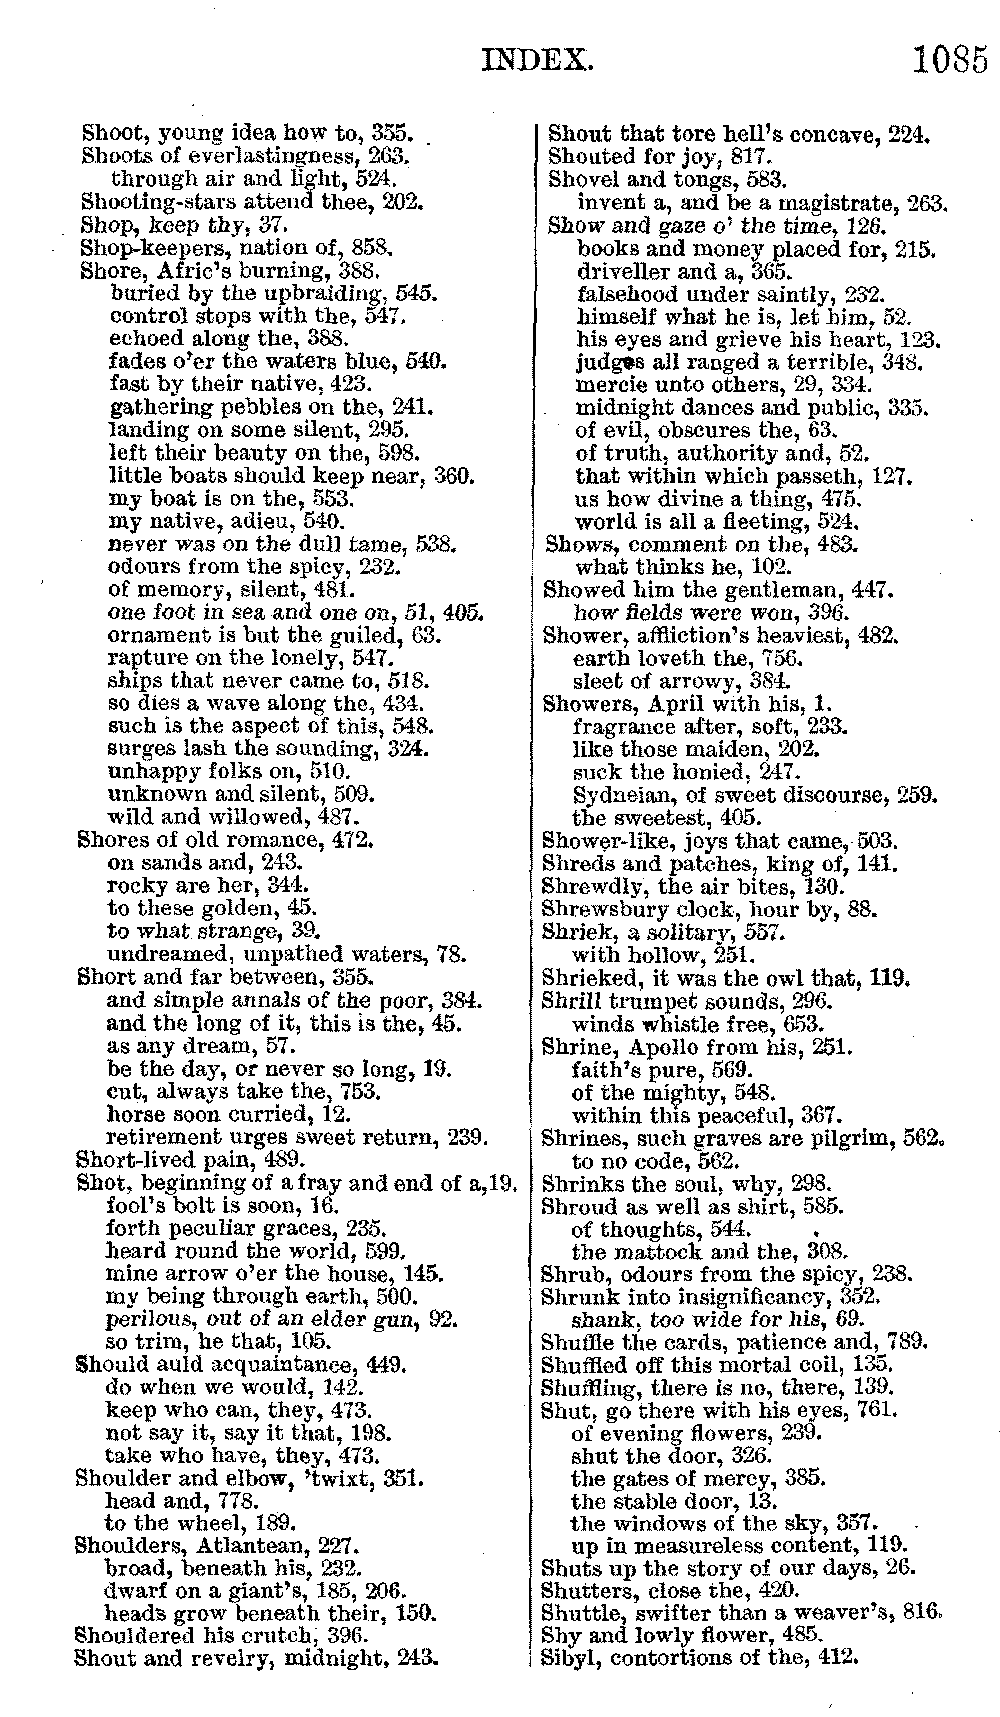 INDEX.
1085
Shoot, young idea how to, 355.
Shoots of everlastingness, 263.
through air and light, 524.
Shooting-stars attend thee, 202.
Shop, keep thy, 37.
Shop-keepers, nation of, 858.
Shore, Afric's burning, 388.
buried by the upbraiding, 545.
control stops with the, 547.
echoed along the, 388.
fades o'er the waters blue, 540.
fast by their native, 423.
gathering pebbles on the, 241.
landing on some silent, 295.
left their beauty on the, 598.
little boats should keep near, 360.
my boat is on the, 553.
my native, adieu, 540.
never was on the dull tame, 538.
odours from the spicy, 232.
of memory, silent, 481.
one foot in sea and one on, 51, 405.
ornament is but the guiled, 63.
rapture on the lonely, 547.
ships that never came to, 518.
so dies a wave along the, 434.
such is the aspect of this, 548.
surges lash the sounding, 324.
unhappy folks on, 510.
unknown and silent, 509.
wild and willowed, 487.
Shores of old romance, 472.
on sands and, 243.
rocky are her, 344.
to these golden, 45.
to what strange, 39.
undreamed, unpathed waters, 78.
Short and far between, 355.
and simple annals of the poor, 384.
and the long of it, this is the, 45.
as any dream, 57.
be the day, or never so long, 19.
cut, always take the, 753.
horse soon curried, 12.
retirement urges sweet return, 239.
Short-lived pain, 489.
Shot, beginning of a fray and end of a, 19.
fool's bolt is soon, 16.
forth peculiar graces, 235.
heard round the world, 599.
mine arrow o'er the house, 145.
my being through earth, 500.
perilous, out of an elder gun, 92.
so trim, he that, 105.
Should auld acquaintance, 449.
do when we would, 142.
keep who can, they, 473.
not say it, say it that, 198.
take who have, they, 473.
Shoulder and elbow, 'twixt, 351.
head and, 778.
to the wheel, 189.
Shoulders, Atlantean, 227.
broad, beneath his, 232.
dwarf on a giant's, 185, 206.
heads grow beneath their, 150.
Shouldered his crutch, 396.
Shout and revelry, midnight, 243.
Shout that tore hell's concave, 224.
Shouted for joy, 817.
Shovel and tongs, 583.
invent a, and be a magistrate, 263.
Show and gaze o' the time, 126.
books and money placed for, 215.
driveller and a, 365.
falsehood under saintly, 232.
himself what he is, let him, 52.
his eyes and grieve his heart, 123.
judges all ranged a terrible, 348.
mercie unto others, 29, 334.
midnight dances and public, 335.
of evil, obscures the, 63.
of truth, authority and, 52.
that within which passeth, 127.
us how divine a thing, 475.
world is all a fleeting, 524.
Shows, comment on the, 483.
what thinks he, 102.
Showed him the gentleman, 447.
how fields were won, 396.
Shower, affliction's heaviest, 482.
earth loveth the, 756.
sleet of arrowy, 384.
Showers, April with his, 1.
fragrance after, soft, 233.
like those maiden, 202.
suck the honied, 247.
Sydneian, of sweet discourse, 259.
the sweetest, 405.
Shower-like, joys that came, 503.
Shreds and patches, king of, 141.
Shrewdly, the air bites, 130.
Shrewsbury clock, hour by, 88.
Shriek, a solitary, 557.
with hollow, 251.
Shrieked, it was the owl that, 119.
Shrill trumpet sounds, 296.
winds whistle free, 653.
Shrine, Apollo from his, 251.
faith's pure, 569.
of the mighty, 548.
within this peaceful, 367.
Shrines, such graves are pilgrim, 562.
to no code, 562.
Shrinks the soul, why, 298.
Shroud as well as shirt, 585.
of thoughts, 544.
the mattock and the, 308.
Shrub, odours from the spicy, 238.
Shrunk into insignificancy, 352.
shank, too wide for his, 69.
Shuffle the cards, patience and, 789.
Shuffled off this mortal coil, 135.
Shuffling, there is no, there, 139.
Shut, go there with his eyes, 761.
of evening flowers, 239.
shut the door, 326.
the gates of mercy, 385.
the stable door, 13.
the windows of the sky, 357.
up in measureless content, 119.
Shuts up the story of our days, 26.
Shutters, close the, 420.
Shuttle, swifter than a weaver's, 816.
Shy and lowly flower, 485.
Sibyl, contortions of the, 412.